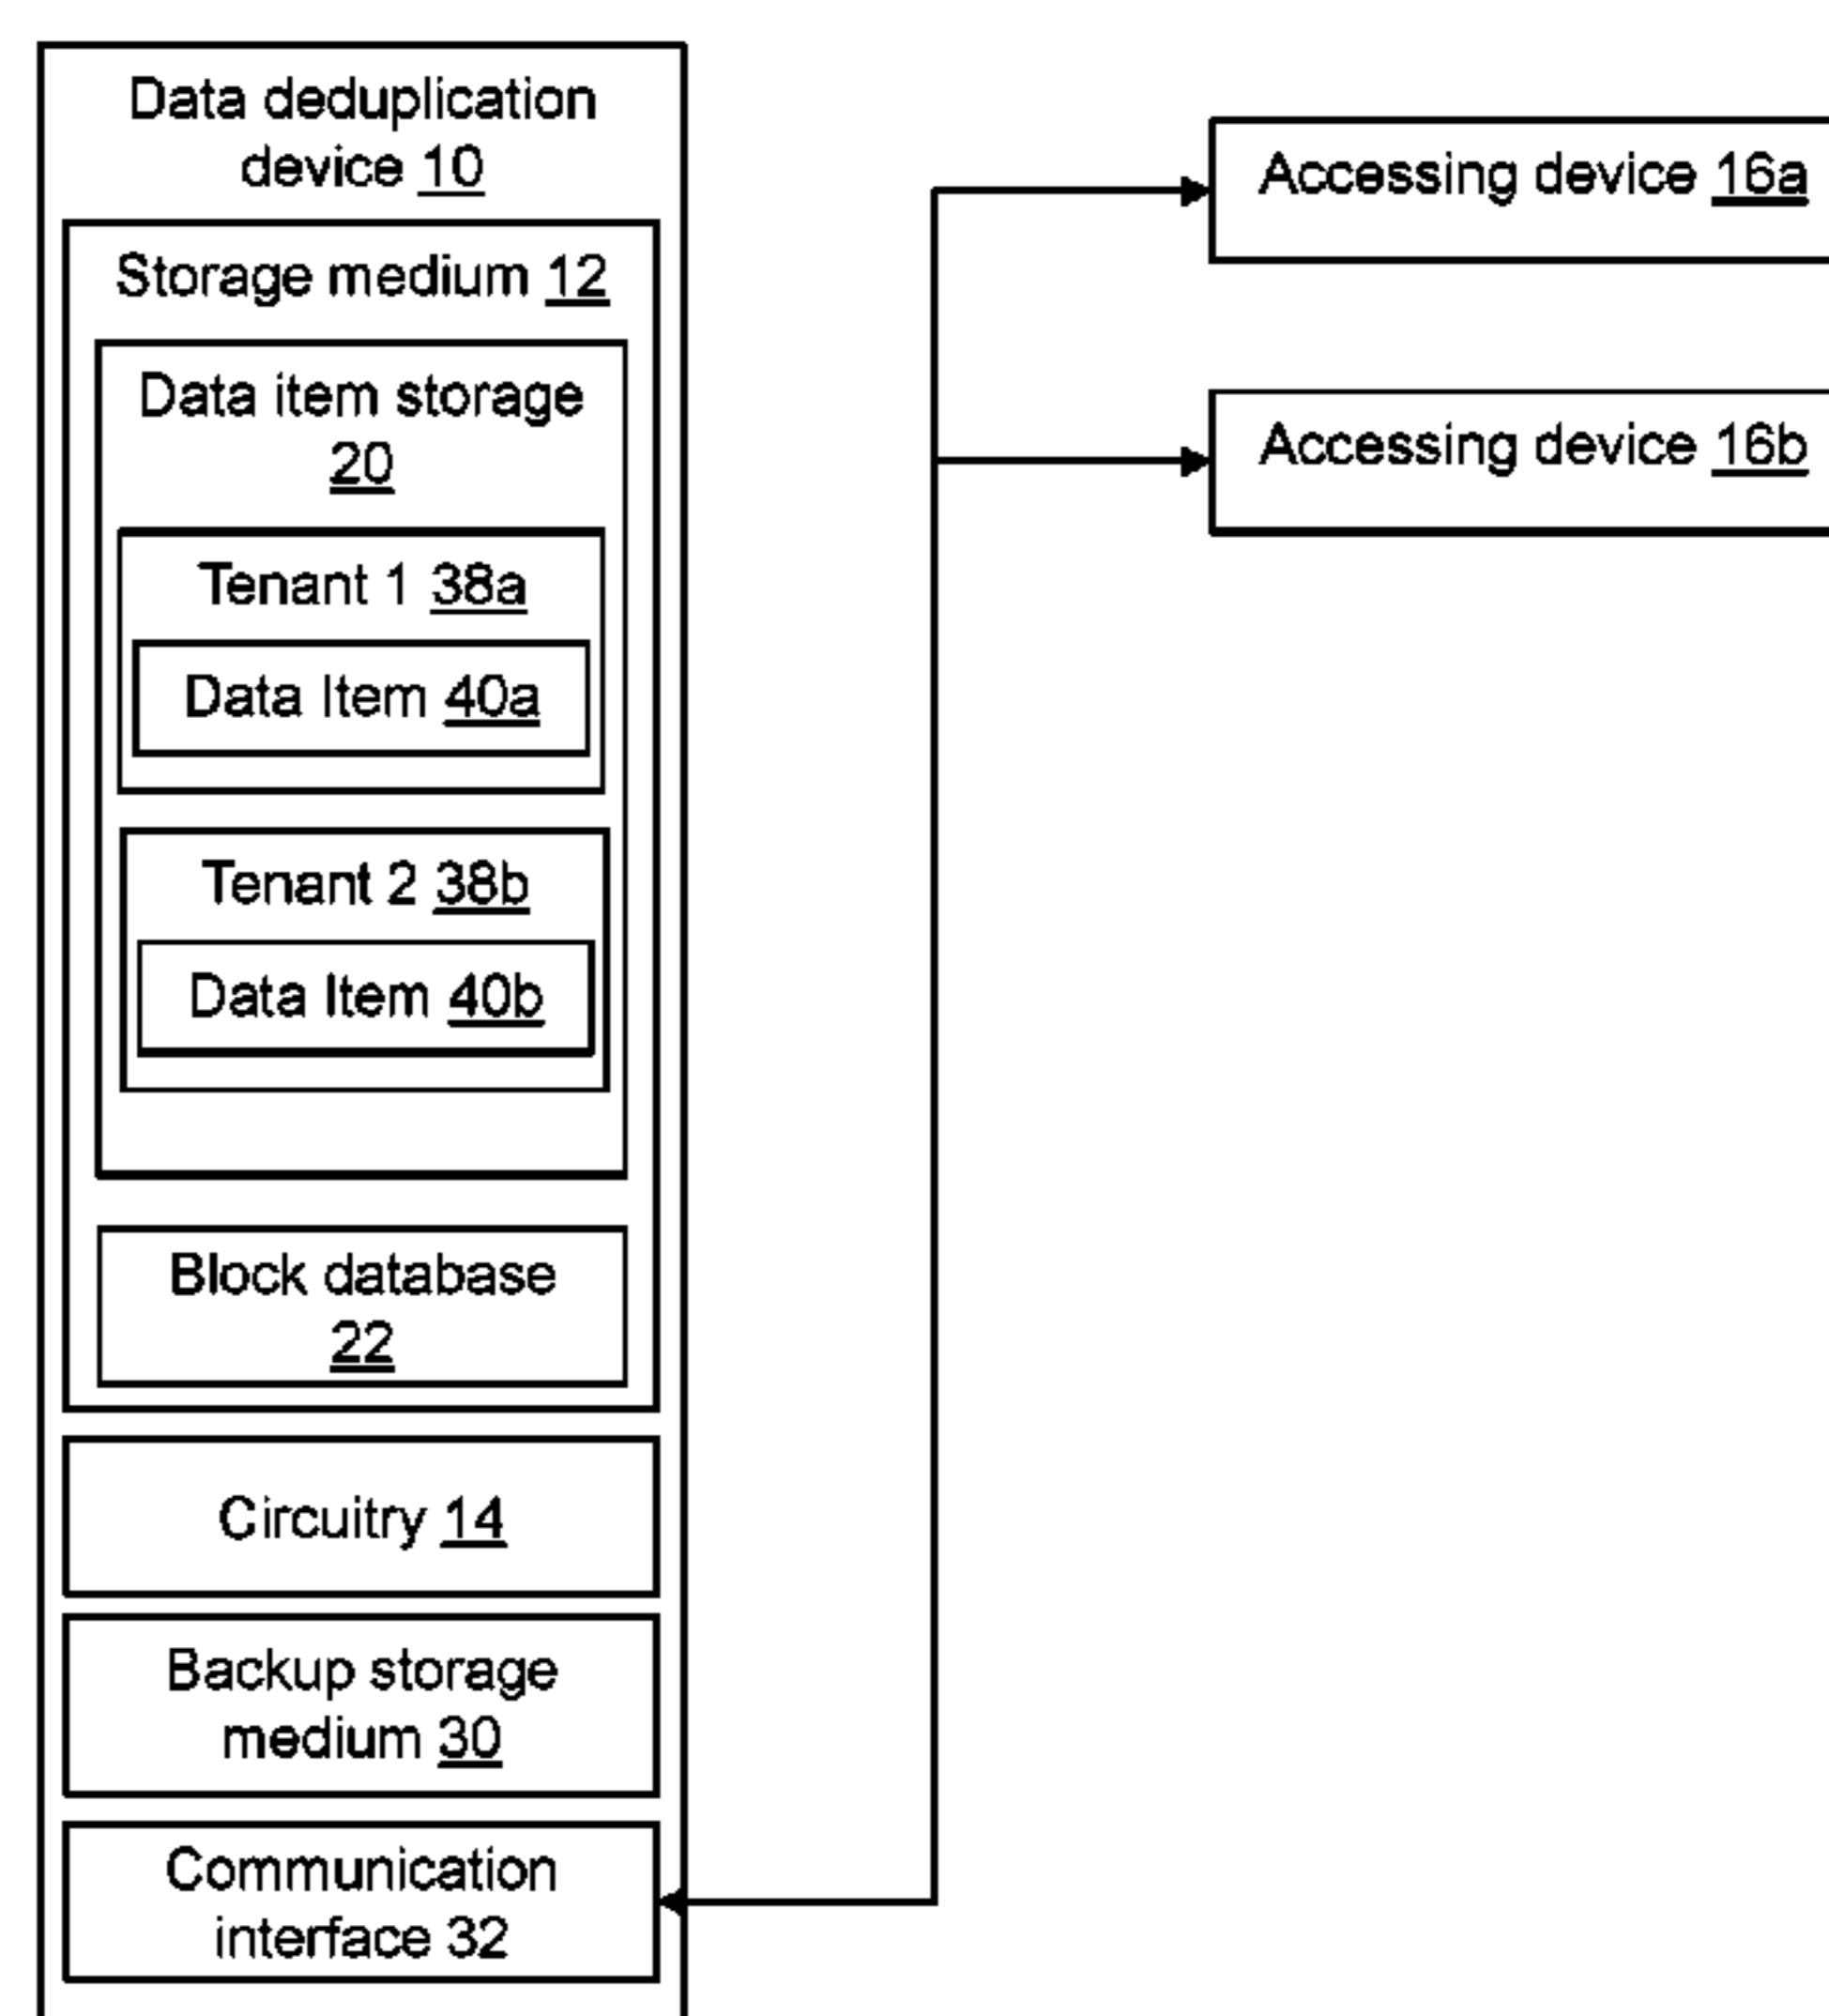 Data deduplication
device 10
Storage medium 12
Data item storage
20
Tenant 1 38a
Data Item 40a
Tenant 2 38b
Data Item 40b
Block database
22
Circuitry 14
Backup storage
medium 30
Communication
interface 32
Accessing device 16a
Accessing device 16b